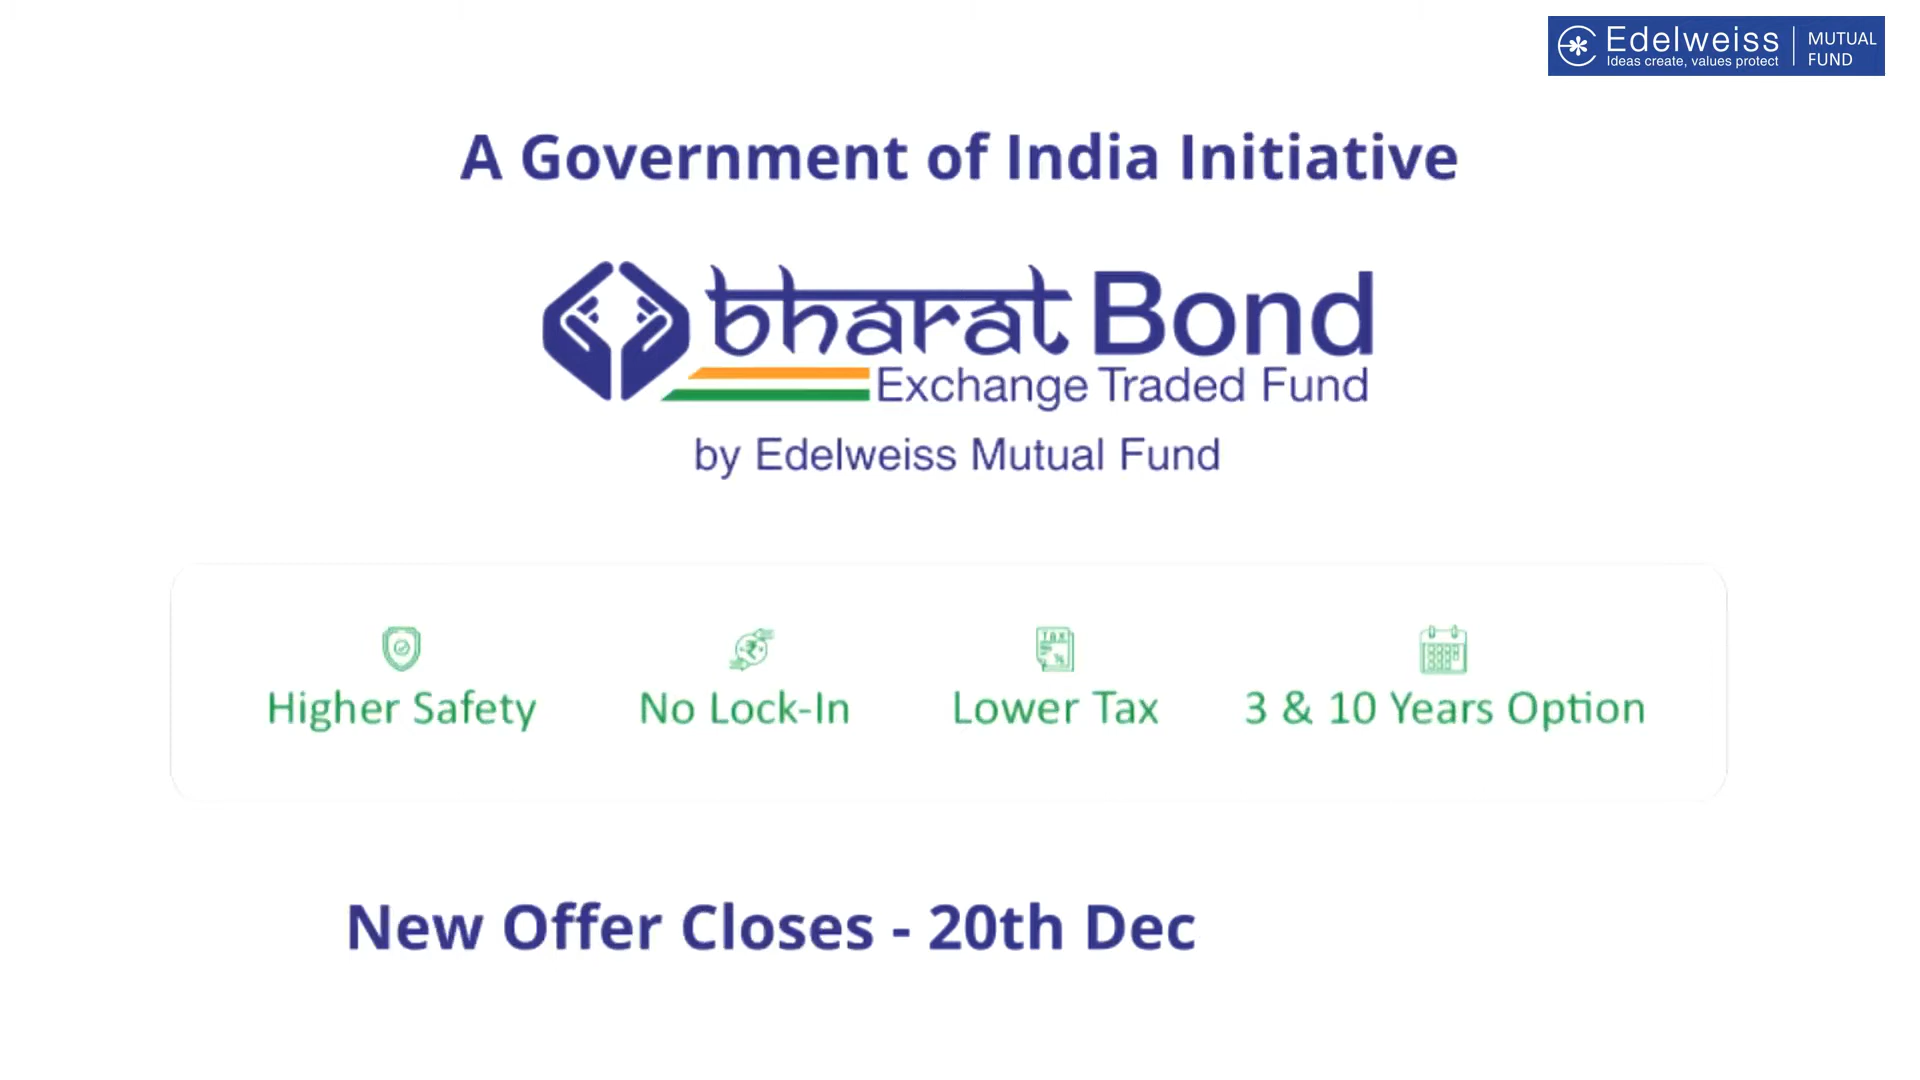 Edelweiss
Ideas create, values protect
MUTUAL
FUND
A Government of India Initiative
bharat Bond
Exchange Traded Fund
by Edelweiss Mutual Fund
TAX
Higher Safety
No Lock-In
Lower Tax
3 & 10 Years Option
New Offer Closes - 20th Dec